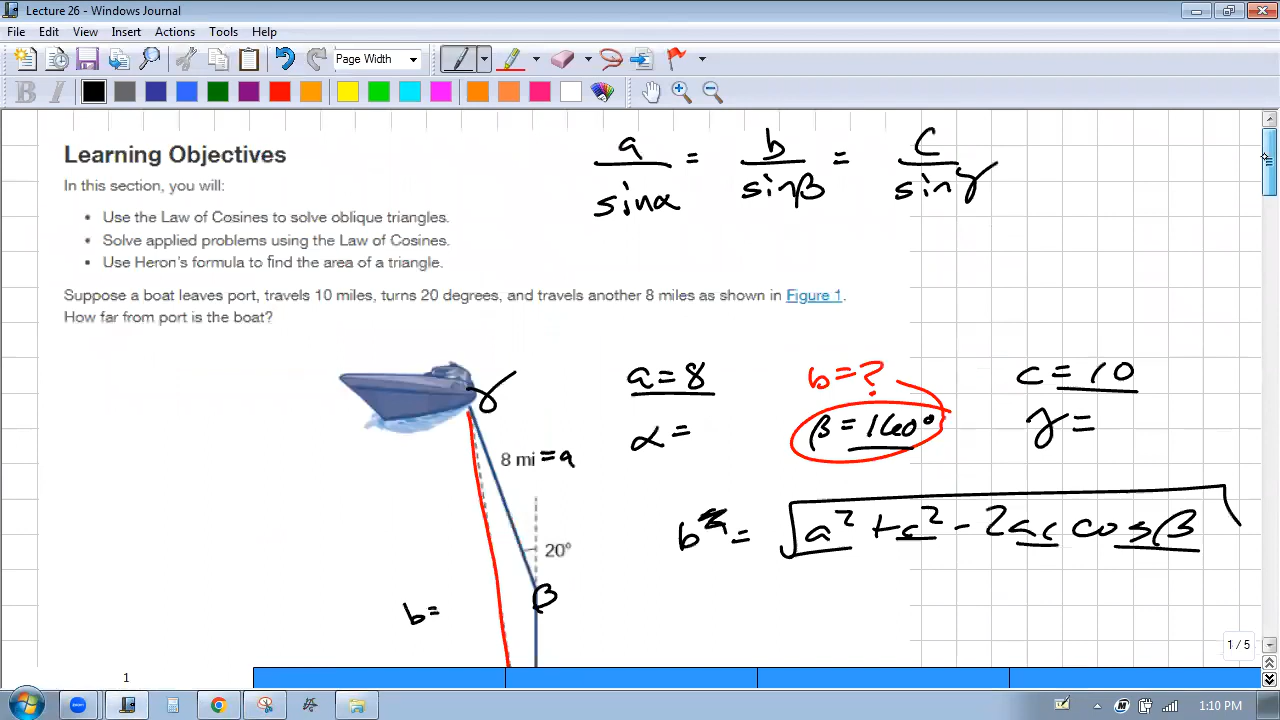 Lecture 26 - Windows Journal
File Edit View Insert Actions Tools Help
Page Width
B I
Learning Objectives
In this section, you will:
• Use the Law of Cosines to solve oblique triangles.
• Solve applied problems using the Law of Cosines.
• Use Heron's formula to find the area of a triangle.
Suppose a boat leaves port, travels 10 miles, turns 20 degrees, and travels another 8 miles as shown in Figure 1.
How far from port is the boat?
a/sinα = b/sinβ = c/sinγ
a = 8 b = ? c = 10
α = β = 160° γ =
γ
8 mi = a
b = √(a² + c² - 2ac cosβ)
20°
β
b =
1 / 5
1
1:10 PM